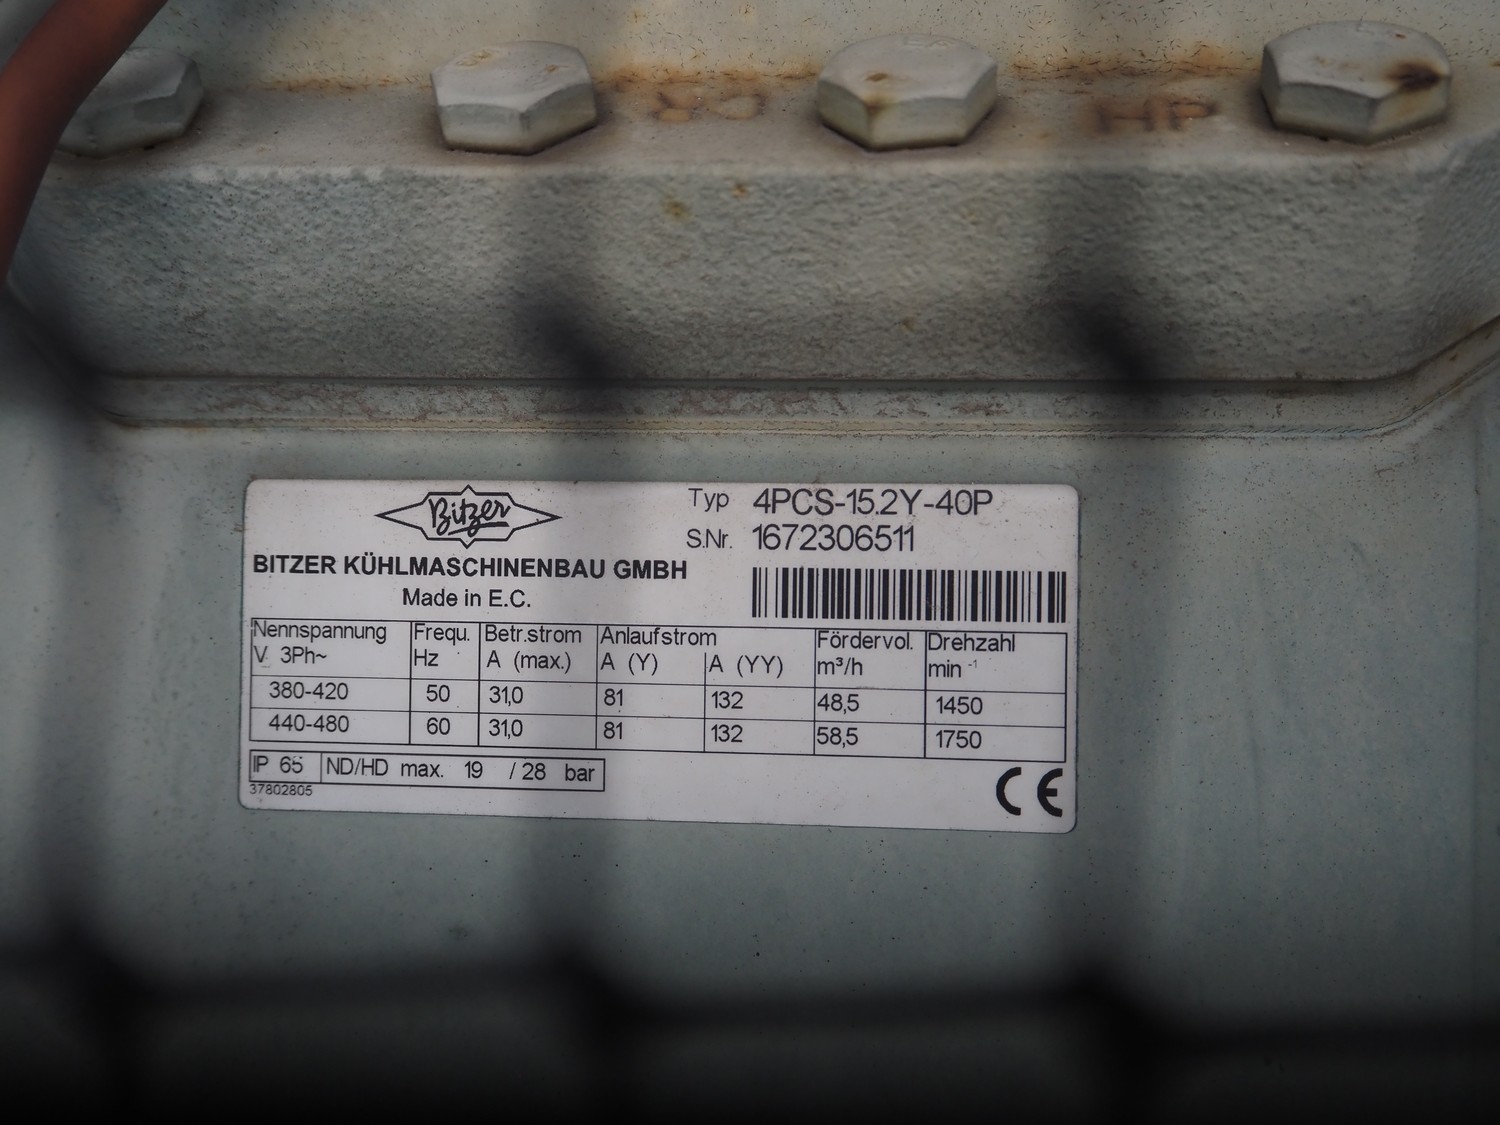 HP
Bitzer
Typ 4PCS-15.2Y-40P
S.Nr. 1672306511
BITZER KÜHLMASCHINENBAU GMBH
Made in E.C.
Nennspannung Frequ. Betr.strom Anlaufstrom Fördervol. Drehzahl
V 3Ph~ Hz A (max.) A (Y) A (YY) m³/h min -1
380-420 50 31,0 81 132 48,5 1450
440-480 60 31,0 81 132 58,5 1750
IP 65 ND/HD max. 19 / 28 bar
37802805
CE